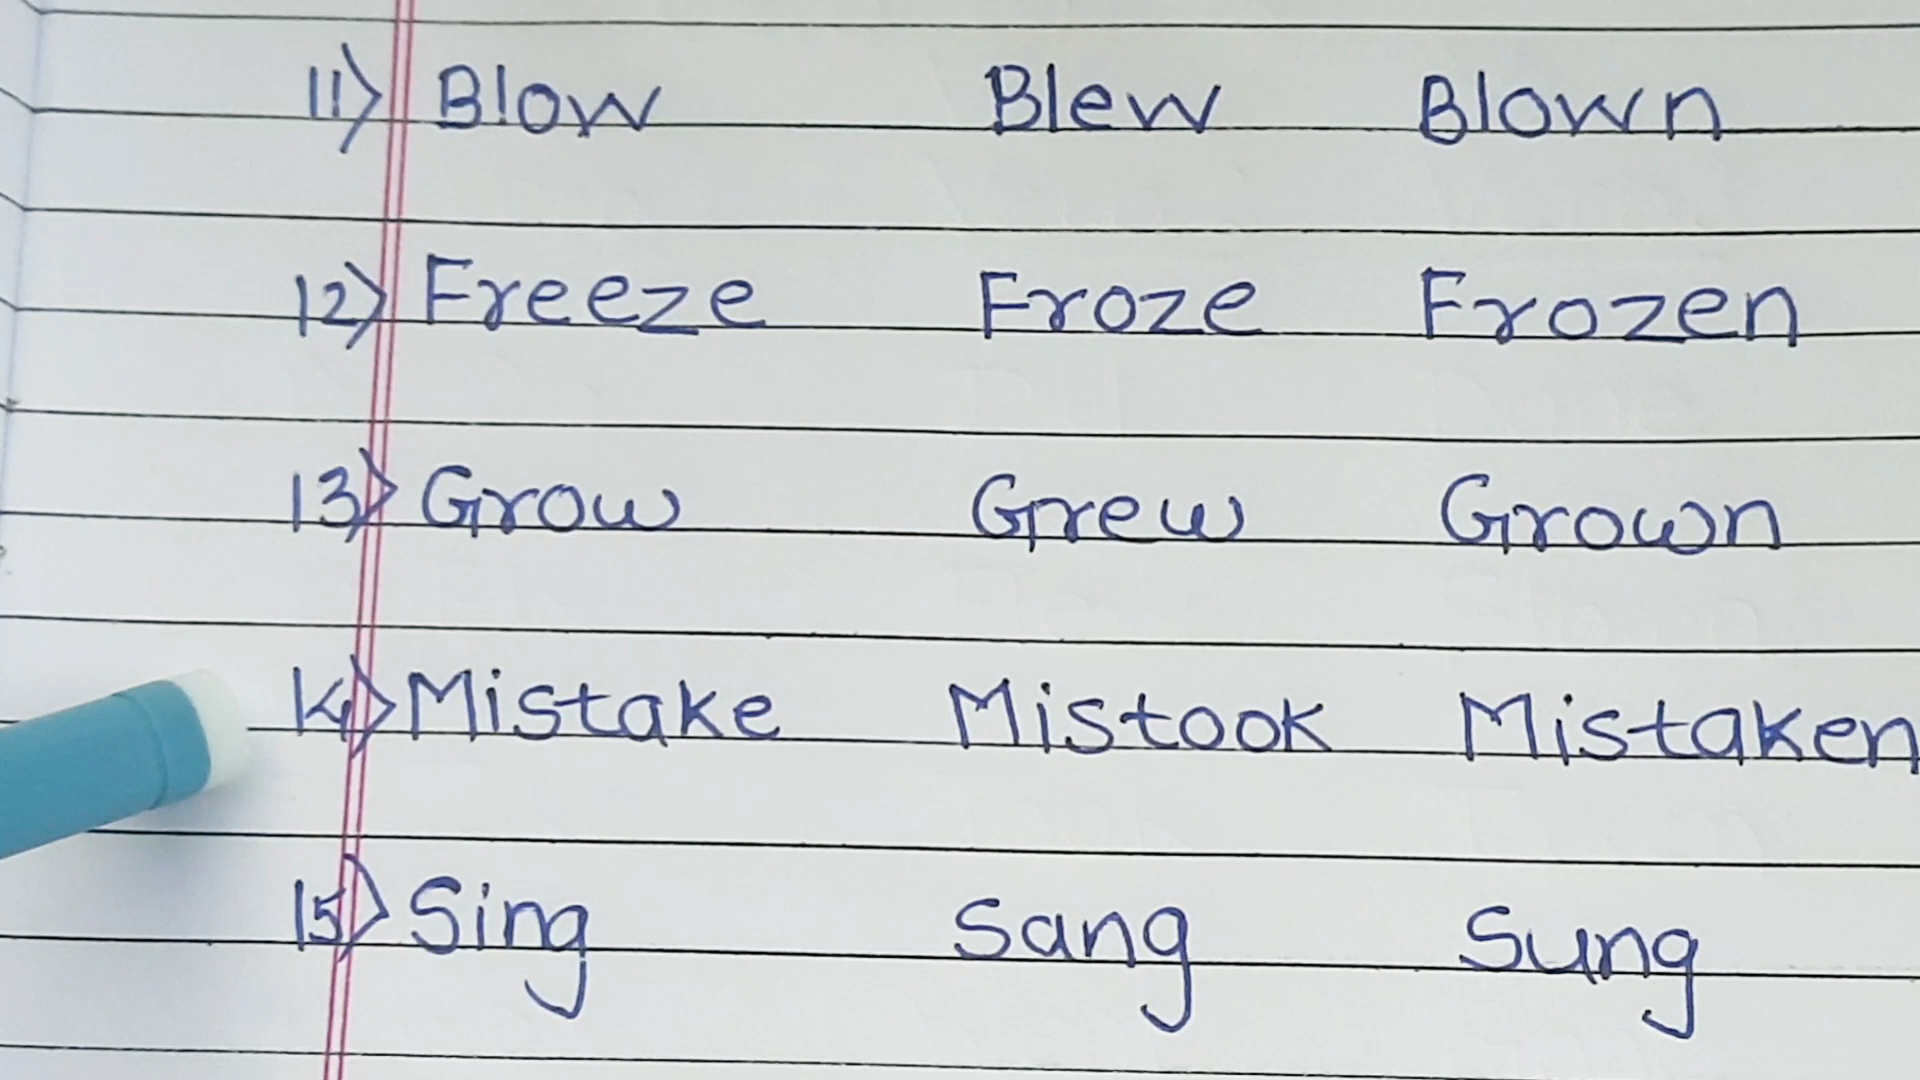 11) Blow Blew Blown
12) Freeze Froze Frozen
13) Grow Grew Grown
14) Mistake Mistook Mistaken
15) Sing Sang Sung